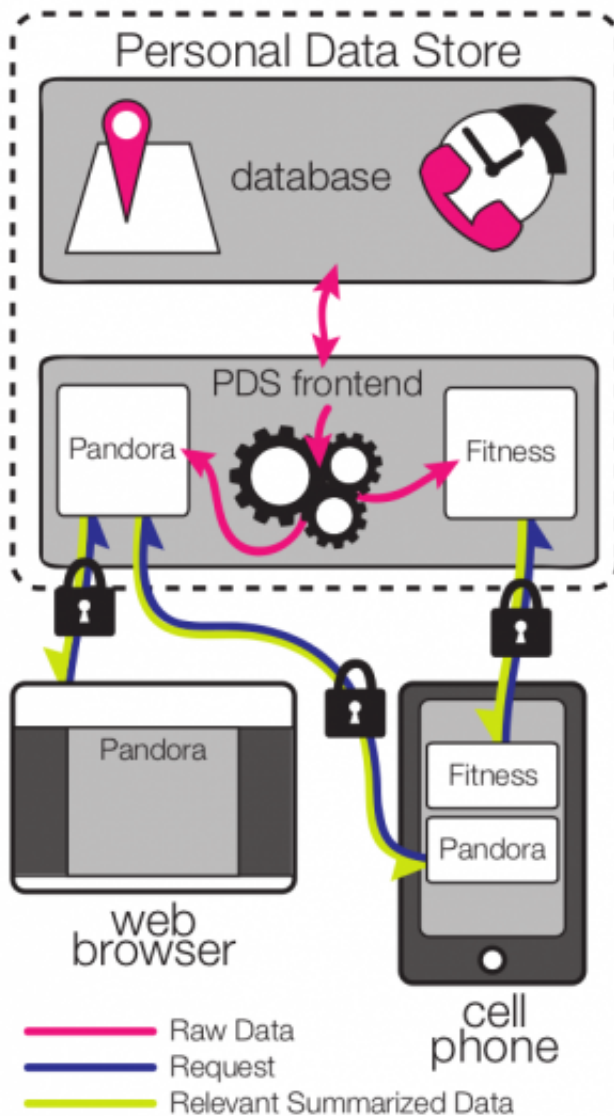 Personal Data Store
database
PDS frontend
Pandora
Fitness
Pandora
Fitness
Pandora
web
browser
cell
phone
Raw Data
Request
Relevant Summarized Data